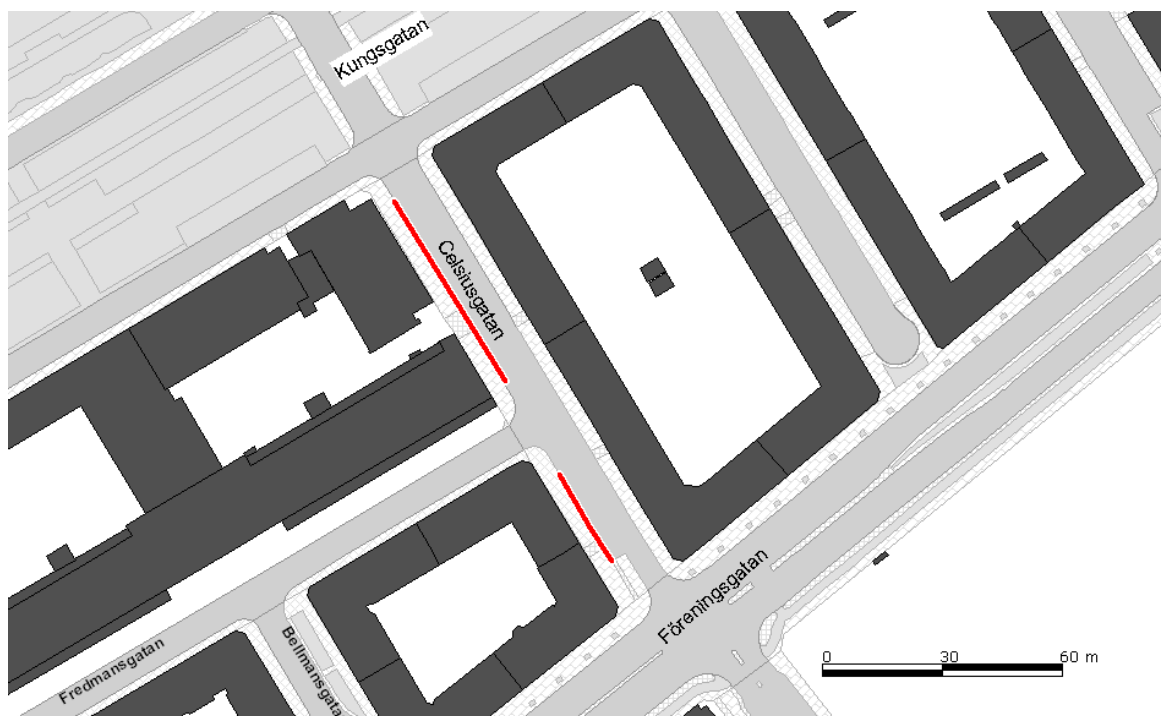 Kungsgatan
Celsiusgatan
Föreningsgatan
Fredmansgatan
Bellmansgata
0 30 60 m